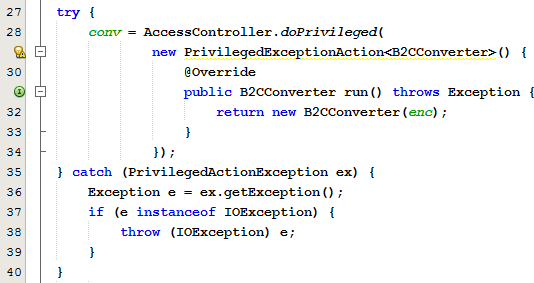 27 try {
28 conv = AccessController.doPrivileged(
new PrivilegedExceptionAction<B2CConverter>() {
30 @Override
public B2CConverter run() throws Exception {
32 return new B2CConverter(enc);
33 }
34 });
35 } catch (PrivilegedActionException ex) {
36 Exception e = ex.getException();
37 if (e instanceof IOException) {
38 throw (IOException) e;
39 }
40 }